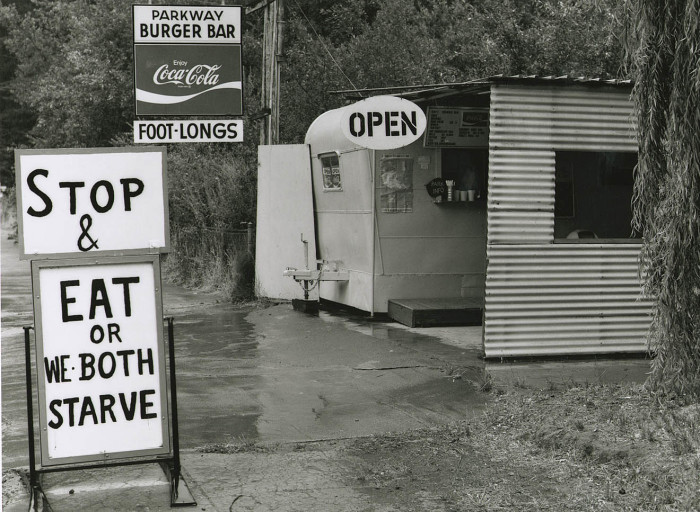 PARKWAY
BURGER BAR
Enjoy
Coca-Cola
FOOT-LONGS
OPEN
STOP
&
EAT
OR
WE·BOTH
STARVE